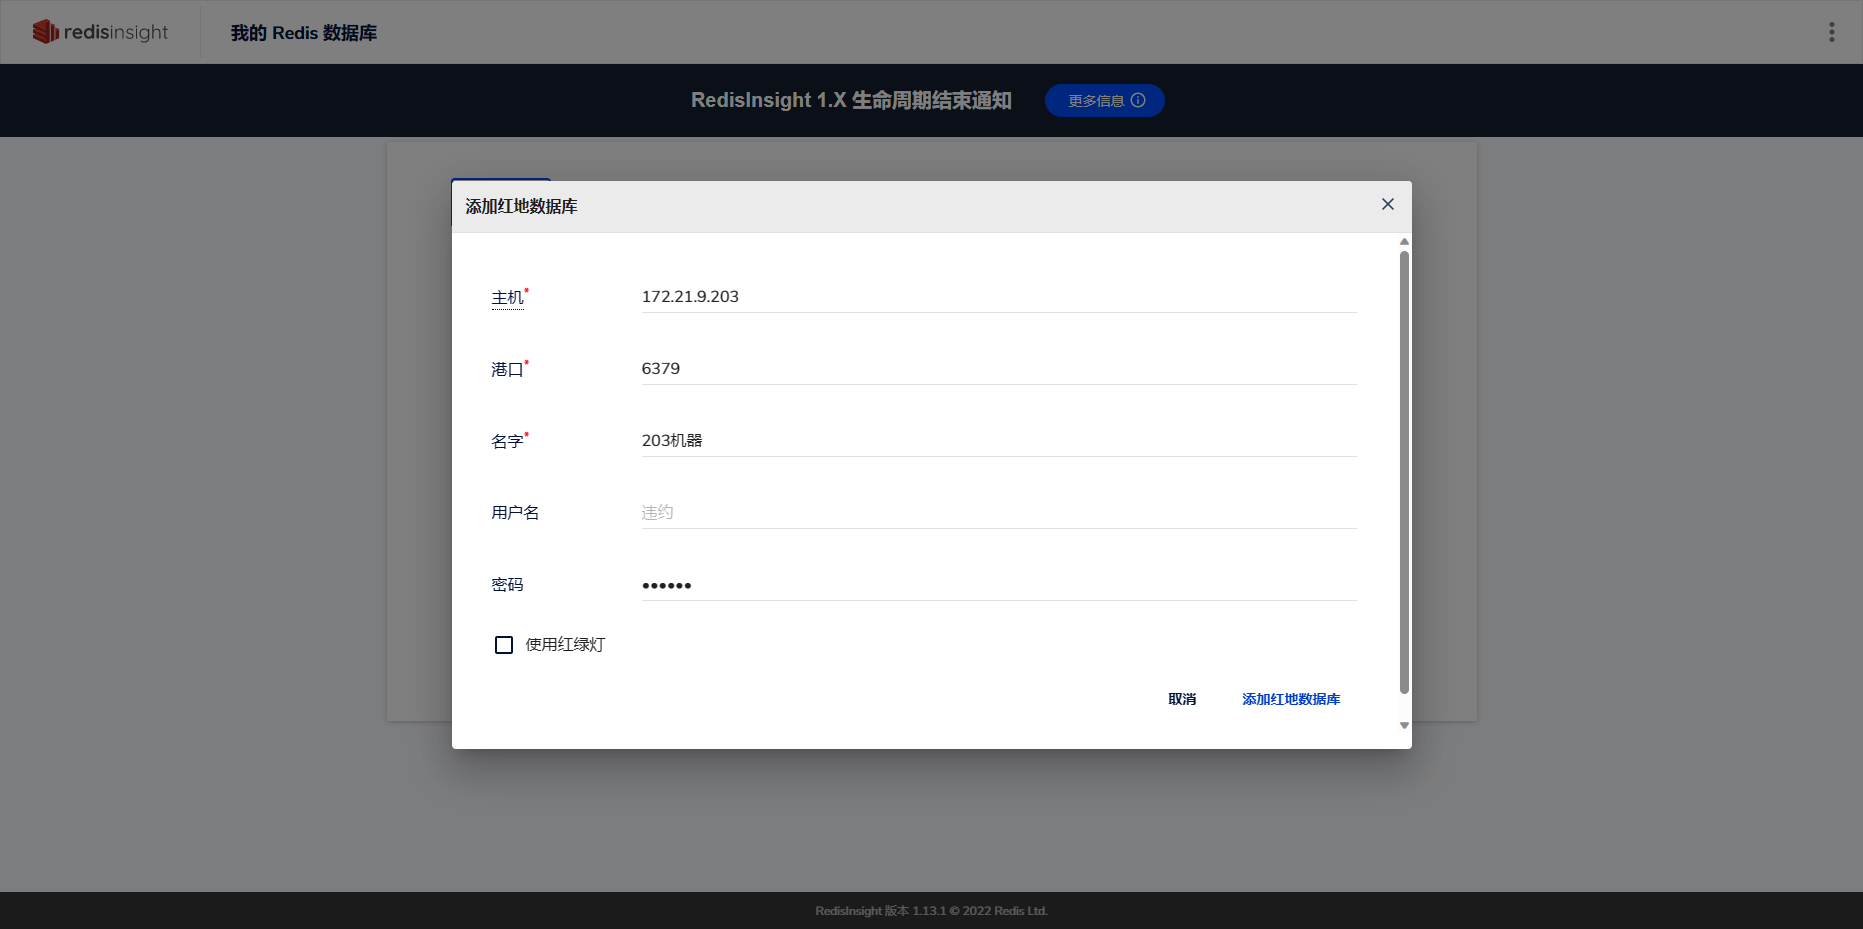 redisinsight
我的 Redis 数据库
RedisInsight 1.X 生命周期结束通知
更多信息
添加红地数据库
主机*
172.21.9.203
港口*
6379
名字*
203机器
用户名
违约
密码
••••••
使用红绿灯
取消
添加红地数据库
RedisInsight 版本 1.13.1 © 2022 Redis Ltd.